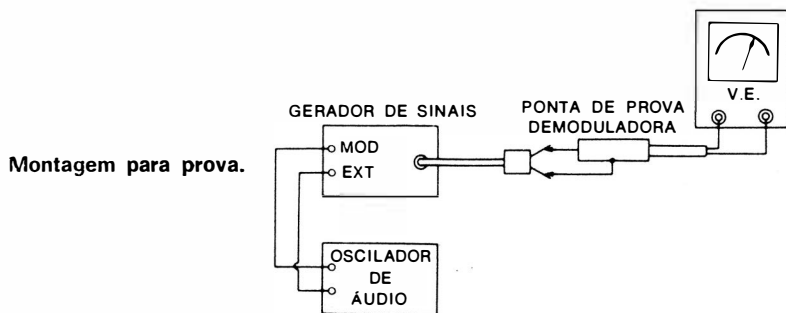 Montagem para prova.
GERADOR DE SINAIS
MOD
EXT
OSCILADOR
DE
ÁUDIO
PONTA DE PROVA
DEMODULADORA
V.E.